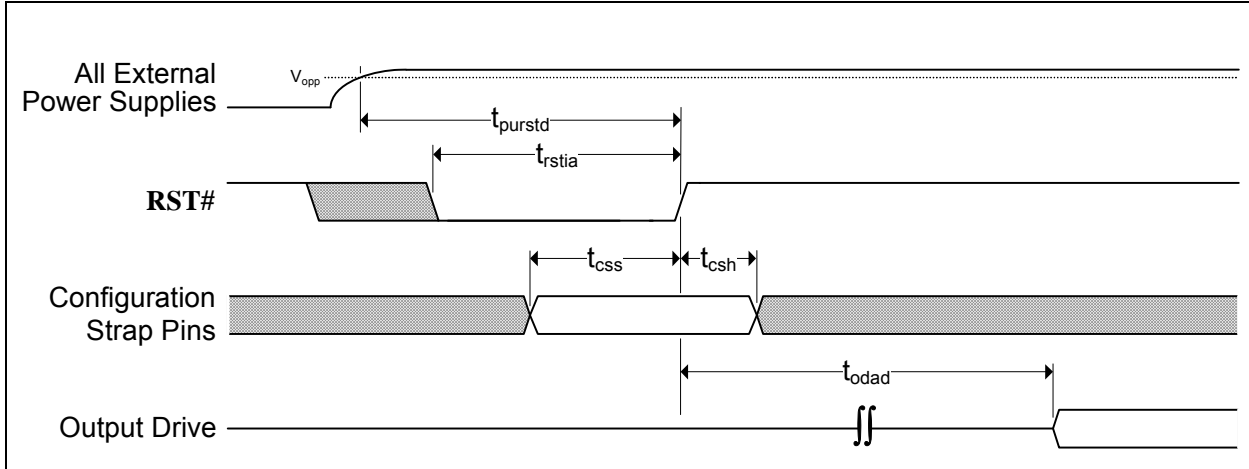 All External
Power Supplies
Vopp
tpurstd
trstia
RST#
tcss
tcsh
Configuration
Strap Pins
todad
Output Drive